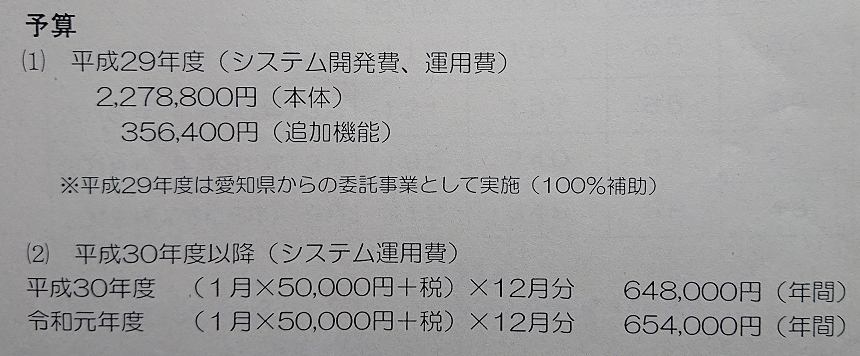 予算
⑴ 平成29年度（システム開発費、運用費）
2,278,800円（本体）
356,400円（追加機能）
※平成29年度は愛知県からの委託事業として実施（100%補助）
⑵ 平成30年度以降（システム運用費）
平成30年度 （1月×50,000円＋税）×12月分 648,000円（年間）
令和元年度 （1月×50,000円＋税）×12月分 654,000円（年間）